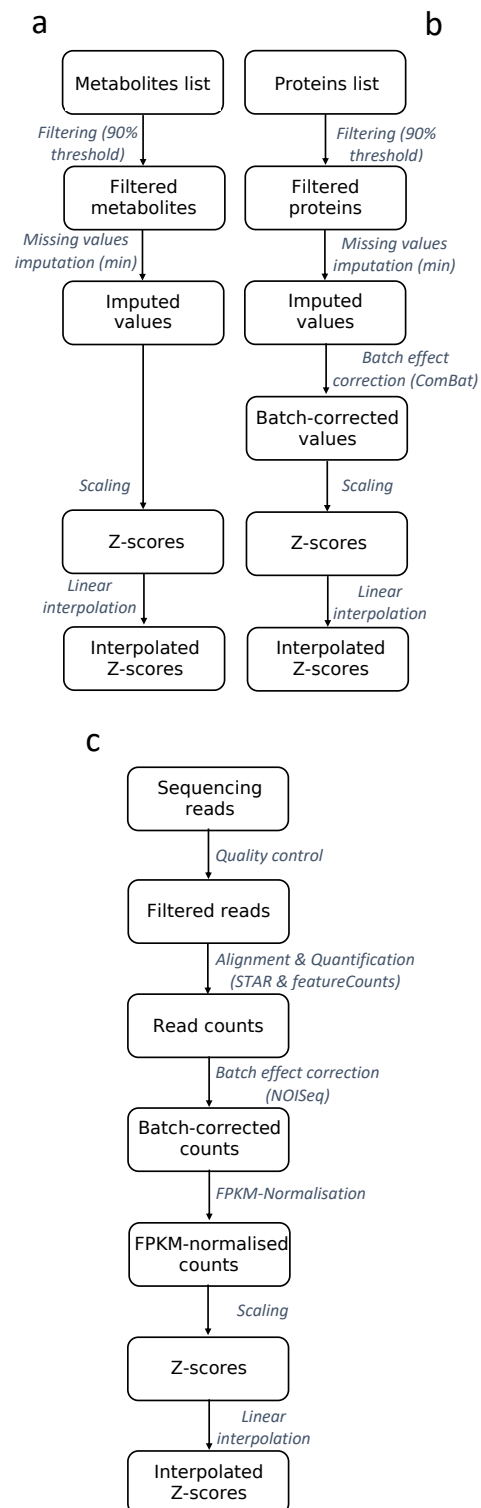 a
Metabolites list
Filtering (90%
threshold)
Filtered
metabolites
Missing values
imputation (min)
Imputed
values
Scaling
Z-scores
Linear
interpolation
Interpolated
Z-scores
b
Proteins list
Filtering (90%
threshold)
Filtered
proteins
Missing values
imputation (min)
Imputed
values
Batch effect
correction (ComBat)
Batch-corrected
values
Scaling
Z-scores
Linear
interpolation
Interpolated
Z-scores
c
Sequencing
reads
Quality control
Filtered reads
Alignment & Quantification
(STAR & featureCounts)
Read counts
Batch effect correction
(NOISeq)
Batch-corrected
counts
FPKM-Normalisation
FPKM-normalised
counts
Scaling
Z-scores
Linear
interpolation
Interpolated
Z-scores